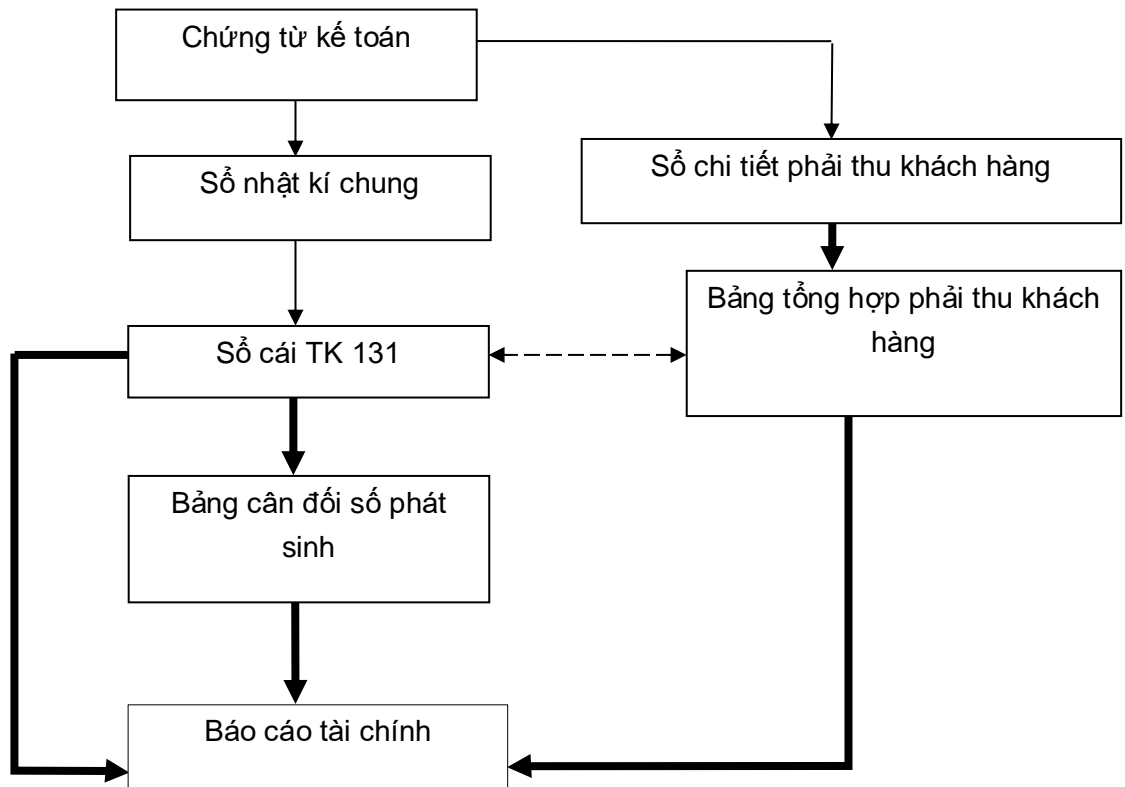 Chứng từ kế toán
Sổ nhật kí chung
Sổ chi tiết phải thu khách hàng
Sổ cái TK 131
Bảng tổng hợp phải thu khách
hàng
Bảng cân đối số phát
sinh
Báo cáo tài chính